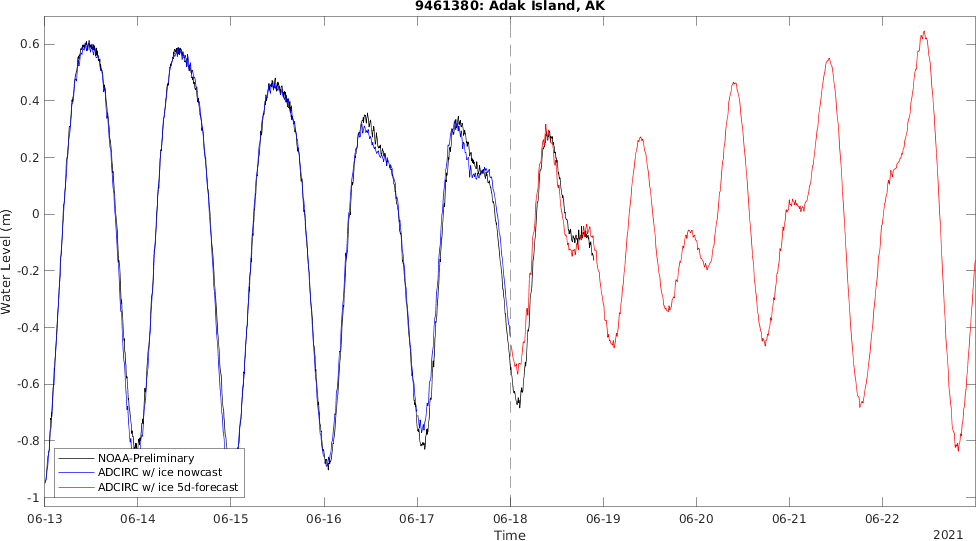 9461380: Adak Island, AK
Water Level (m)
0.6
0.4
0.2
0
-0.2
-0.4
-0.6
-0.8
-1
NOAA-Preliminary
ADCIRC w/ ice nowcast
ADCIRC w/ ice 5d-forecast
06-13 06-14 06-15 06-16 06-17 06-18 06-19 06-20 06-21 06-22
Time
2021